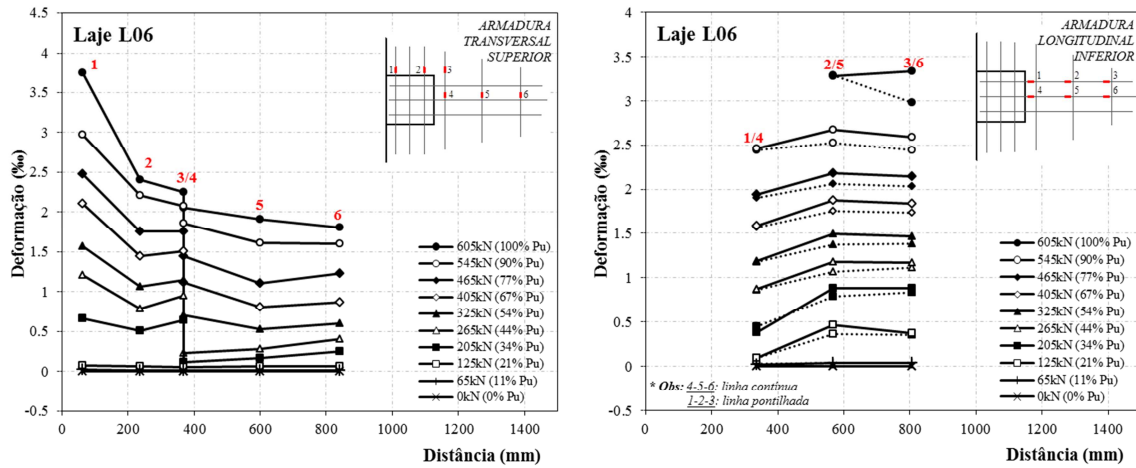 Laje L06
ARMADURA
TRANSVERSAL
SUPERIOR
Deformação (‰)
4.5
4
3.5
3
2.5
2
1.5
1
0.5
0
-0.5
1
2
3/4
5
6
1
2
3
4
5
6
605kN (100% Pu)
545kN (90% Pu)
465kN (77% Pu)
405kN (67% Pu)
325kN (54% Pu)
265kN (44% Pu)
205kN (34% Pu)
125kN (21% Pu)
65kN (11% Pu)
0kN (0% Pu)
0 200 400 600 800 1000 1200 1400
Distância (mm)
Laje L06
ARMADURA
LONGITUDINAL
INFERIOR
Deformação (‰)
4
3.5
3
2.5
2
1.5
1
0.5
0
-0.5
1/4
2/5
3/6
1
2
3
4
5
6
605kN (100% Pu)
545kN (90% Pu)
465kN (77% Pu)
405kN (67% Pu)
325kN (54% Pu)
265kN (44% Pu)
205kN (34% Pu)
125kN (21% Pu)
65kN (11% Pu)
0kN (0% Pu)
* Obs: 4-5-6: linha contínua
1-2-3: linha pontilhada
0 200 400 600 800 1000 1200 1400
Distância (mm)